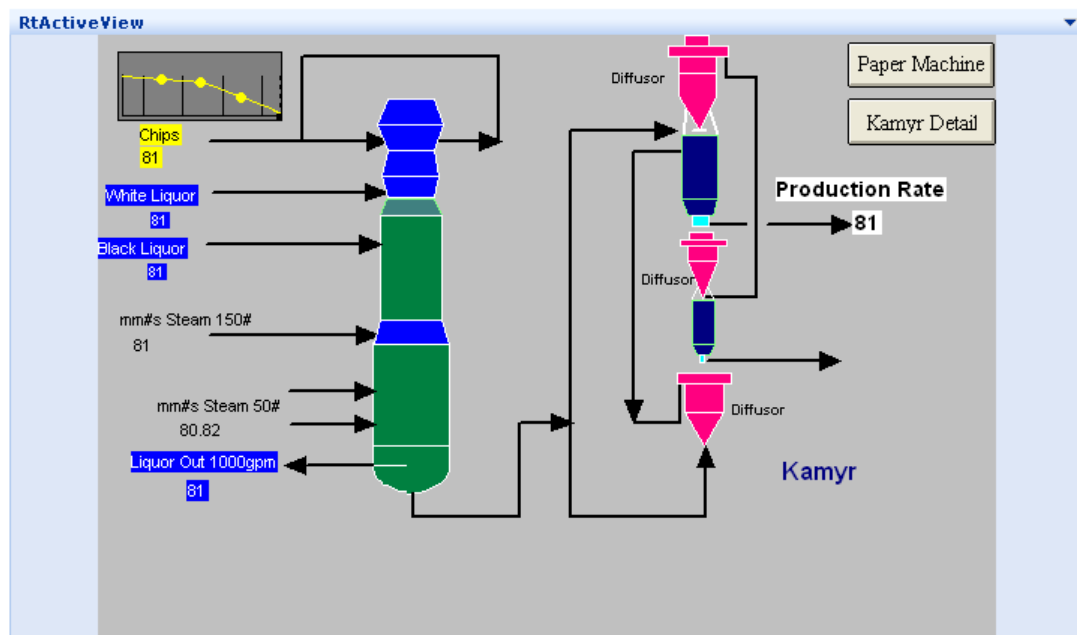 RtActiveView
Paper Machine
Kamyr Detail
Diffusor
Chips
81
White Liquor
81
Black Liquor
81
Production Rate
81
Diffusor
mm#s Steam 150#
81
mm#s Steam 50#
80.82
Diffusor
Liquor Out 1000gpm
81
Kamyr